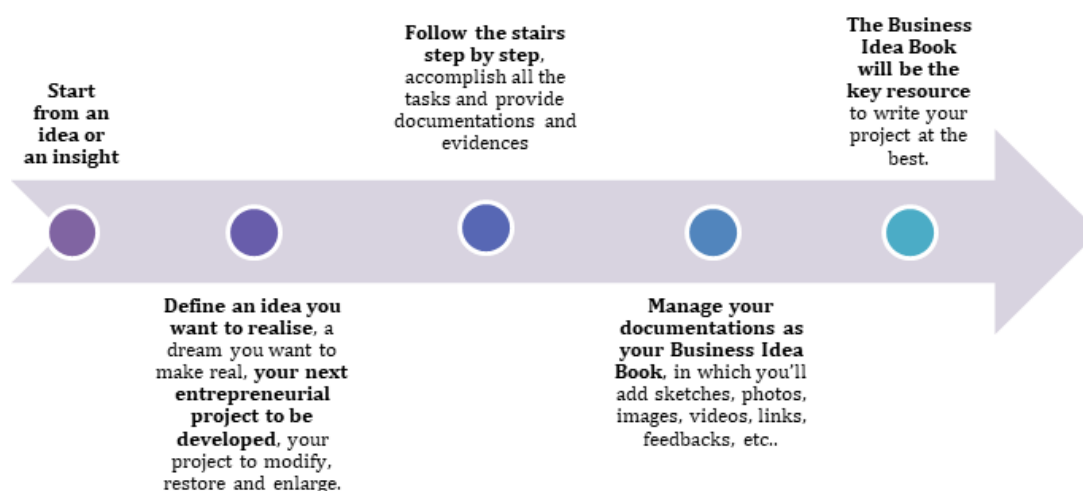 Start
from an
idea or
an insight
Define an idea you
want to realise, a
dream you want to
make real, your next
entrepreneurial
project to be
developed, your
project to modify,
restore and enlarge.
Follow the stairs
step by step,
accomplish all the
tasks and provide
documentations and
evidences
Manage your
documentations as
your Business Idea
Book, in which you’ll
add sketches, photos,
images, videos, links,
feedbacks, etc..
The Business
Idea Book
will be the
key resource
to write your
project at the
best.